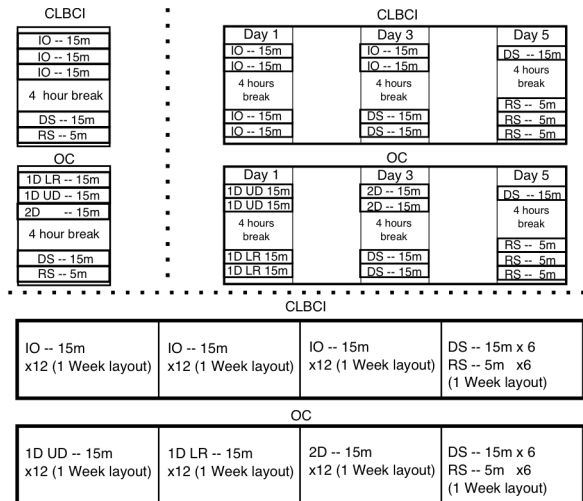 CLBCI
IO -- 15m
IO -- 15m
IO -- 15m
4 hour break
DS -- 15m
RS -- 5m
OC
1D LR -- 15m
1D UD -- 15m
2D -- 15m
4 hour break
DS -- 15m
RS -- 5m
CLBCI
Day 1
IO -- 15m
IO -- 15m
4 hours
break
IO -- 15m
IO -- 15m
Day 3
IO -- 15m
IO -- 15m
4 hours
break
DS -- 15m
DS -- 15m
Day 5
DS -- 15m
4 hours
break
RS -- 5m
RS -- 5m
RS -- 5m
OC
Day 1
1D UD 15m
1D UD 15m
4 hours
break
1D LR 15m
1D LR 15m
Day 3
2D -- 15m
2D -- 15m
4 hours
break
DS -- 15m
DS -- 15m
Day 5
DS -- 15m
4 hours
break
RS -- 5m
RS -- 5m
RS -- 5m
CLBCI
IO -- 15m
x12 (1 Week layout)
IO -- 15m
x12 (1 Week layout)
IO -- 15m
x12 (1 Week layout)
DS -- 15m x 6
RS -- 5m x6
(1 Week layout)
OC
1D UD -- 15m
x12 (1 Week layout)
1D LR -- 15m
x12 (1 Week layout)
2D -- 15m
x12 (1 Week layout)
DS -- 15m x 6
RS -- 5m x6
(1 Week layout)